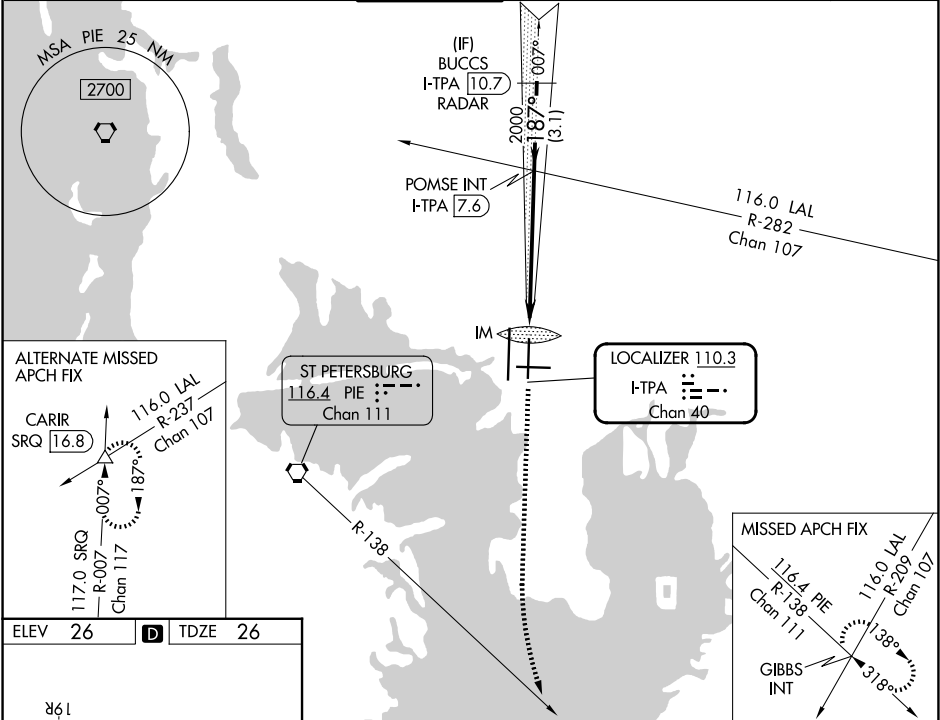 MSA PIE 25 NM
2700
(IF)
BUCCS
I-TPA 10.7
RADAR
2000
187°
(3.1)
007°
POMSE INT
I-TPA 7.6
116.0 LAL
R-282
Chan 107
IM
ALTERNATE MISSED
APCH FIX
CARIR
SRQ 16.8
116.0 LAL
R-237
Chan 107
007°
187°
117.0 SRQ
R-007
Chan 117
ST PETERSBURG
116.4 PIE
Chan 111
LOCALIZER 110.3
I-TPA
Chan 40
R-138
MISSED APCH FIX
116.4 PIE
R-138
Chan 111
116.0 LAL
R-209
Chan 107
138°
318°
GIBBS
INT
ELEV 26 D TDZE 26
19R